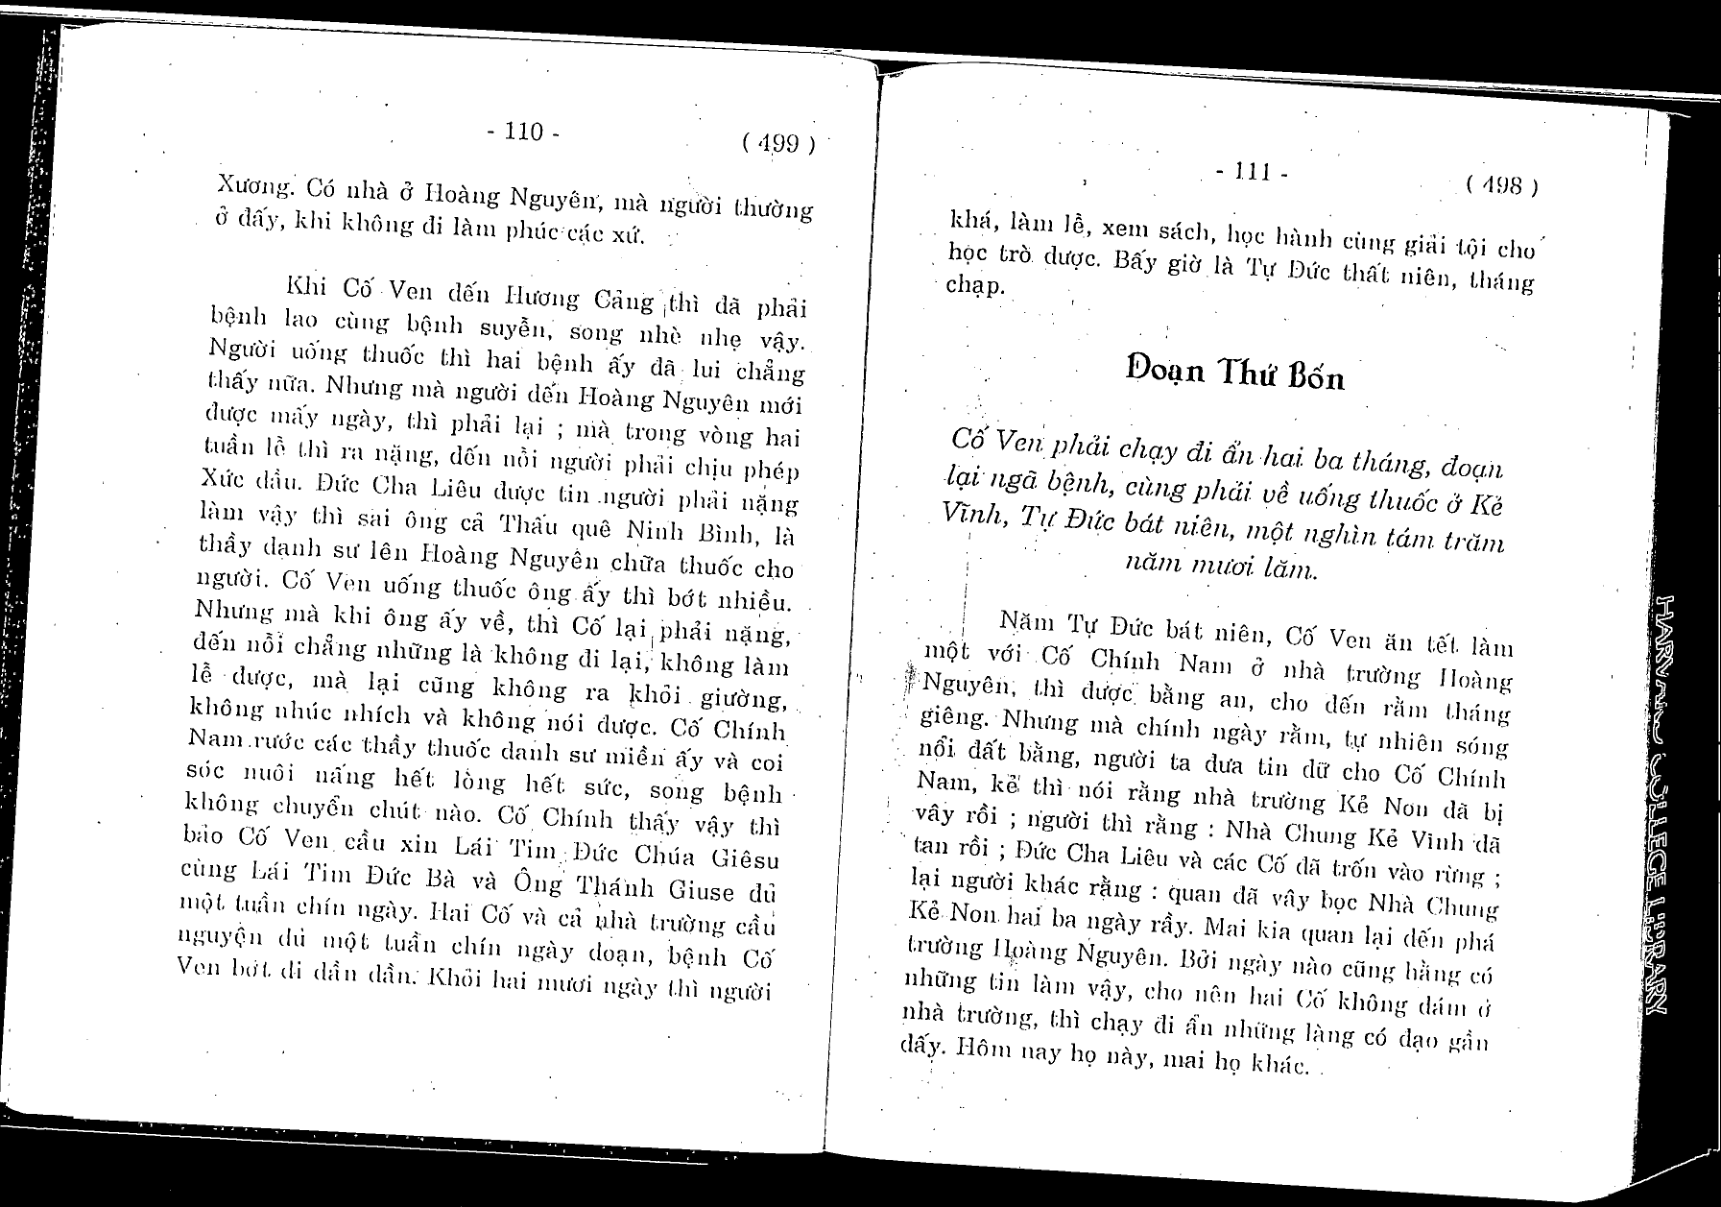 - 110 -
( 499 )
Xương. Có nhà ở Hoàng Nguyên, mà người thường
ở đấy, khi không đi làm phúc các xứ.
Khi Cố Ven đến Hương Cảng thì đã phải
bệnh lao cùng bệnh suyễn, song nhè nhẹ vậy.
Người uống thuốc thì hai bệnh ấy đã lui chẳng
thấy nữa. Nhưng mà người đến Hoàng Nguyên mới
được mấy ngày, thì phải lại ; mà trong vòng hai
tuần lễ thì ra nặng, đến nỗi người phải chịu phép
Xức dầu. Đức Cha Liêu được tin người phải nặng
làm vậy thì sai ông cả Thấu quê Ninh Bình, là
thầy danh sư lên Hoàng Nguyên chữa thuốc cho
người. Cố Ven uống thuốc ông ấy thì bớt nhiều.
Nhưng mà khi ông ấy về, thì Cố lại phải nặng,
đến nỗi chẳng những là không đi lại, không làm
lễ được, mà lại cũng không ra khỏi giường,
không nhúc nhích và không nói được. Cố Chính
Nam rước các thầy thuốc danh sư miền ấy và coi
sóc nuôi nấng hết lòng hết sức, song bệnh
không chuyển chút nào. Cố Chính thấy vậy thì
bảo Cố Ven cầu xin Lái Tim Đức Chúa Giêsu
cùng Lái Tim Đức Bà và Ông Thánh Giuse đủ
một tuần chín ngày. Hai Cố và cả nhà trường cầu
nguyện đủ một tuần chín ngày đoạn, bệnh Cố
Ven bớt đi dần dần. Khỏi hai mươi ngày thì người
- 111 -
( 498 )
khá, làm lễ, xem sách, học hành cùng giải tội cho
học trò được. Bấy giờ là Tự Đức thất niên, tháng
chạp.
Đoạn Thứ Bốn
Cố Ven phải chạy đi ẩn hai ba tháng, đoạn
lại ngã bệnh, cùng phải về uống thuốc ở Kẻ
Vĩnh, Tự Đức bát niên, một nghìn tám trăm
năm mươi lăm.
Năm Tự Đức bát niên, Cố Ven ăn tết làm
một với Cố Chính Nam ở nhà trường Hoàng
Nguyên, thì được bằng an, cho đến rằm tháng
giêng. Nhưng mà chính ngày rằm, tự nhiên sóng
nổi đất bằng, người ta đưa tin dữ cho Cố Chính
Nam, kẻ thì nói rằng nhà trường Kẻ Non đã bị
vây rồi ; người thì rằng : Nhà Chung Kẻ Vĩnh đã
tan rồi ; Đức Cha Liêu và các Cố đã trốn vào rừng ;
lại người khác rằng : quan đã vây bọc Nhà Chung
Kẻ Non hai ba ngày rầy. Mai kia quan lại đến phá
trường Hoàng Nguyên. Bởi ngày nào cũng hằng có
những tin làm vậy, cho nên hai Cố không dám ở
nhà trường, thì chạy đi ẩn những làng có đạo gần
đấy. Hôm nay họ này, mai họ khác.
HARVARD COLLEGE LIBRARY